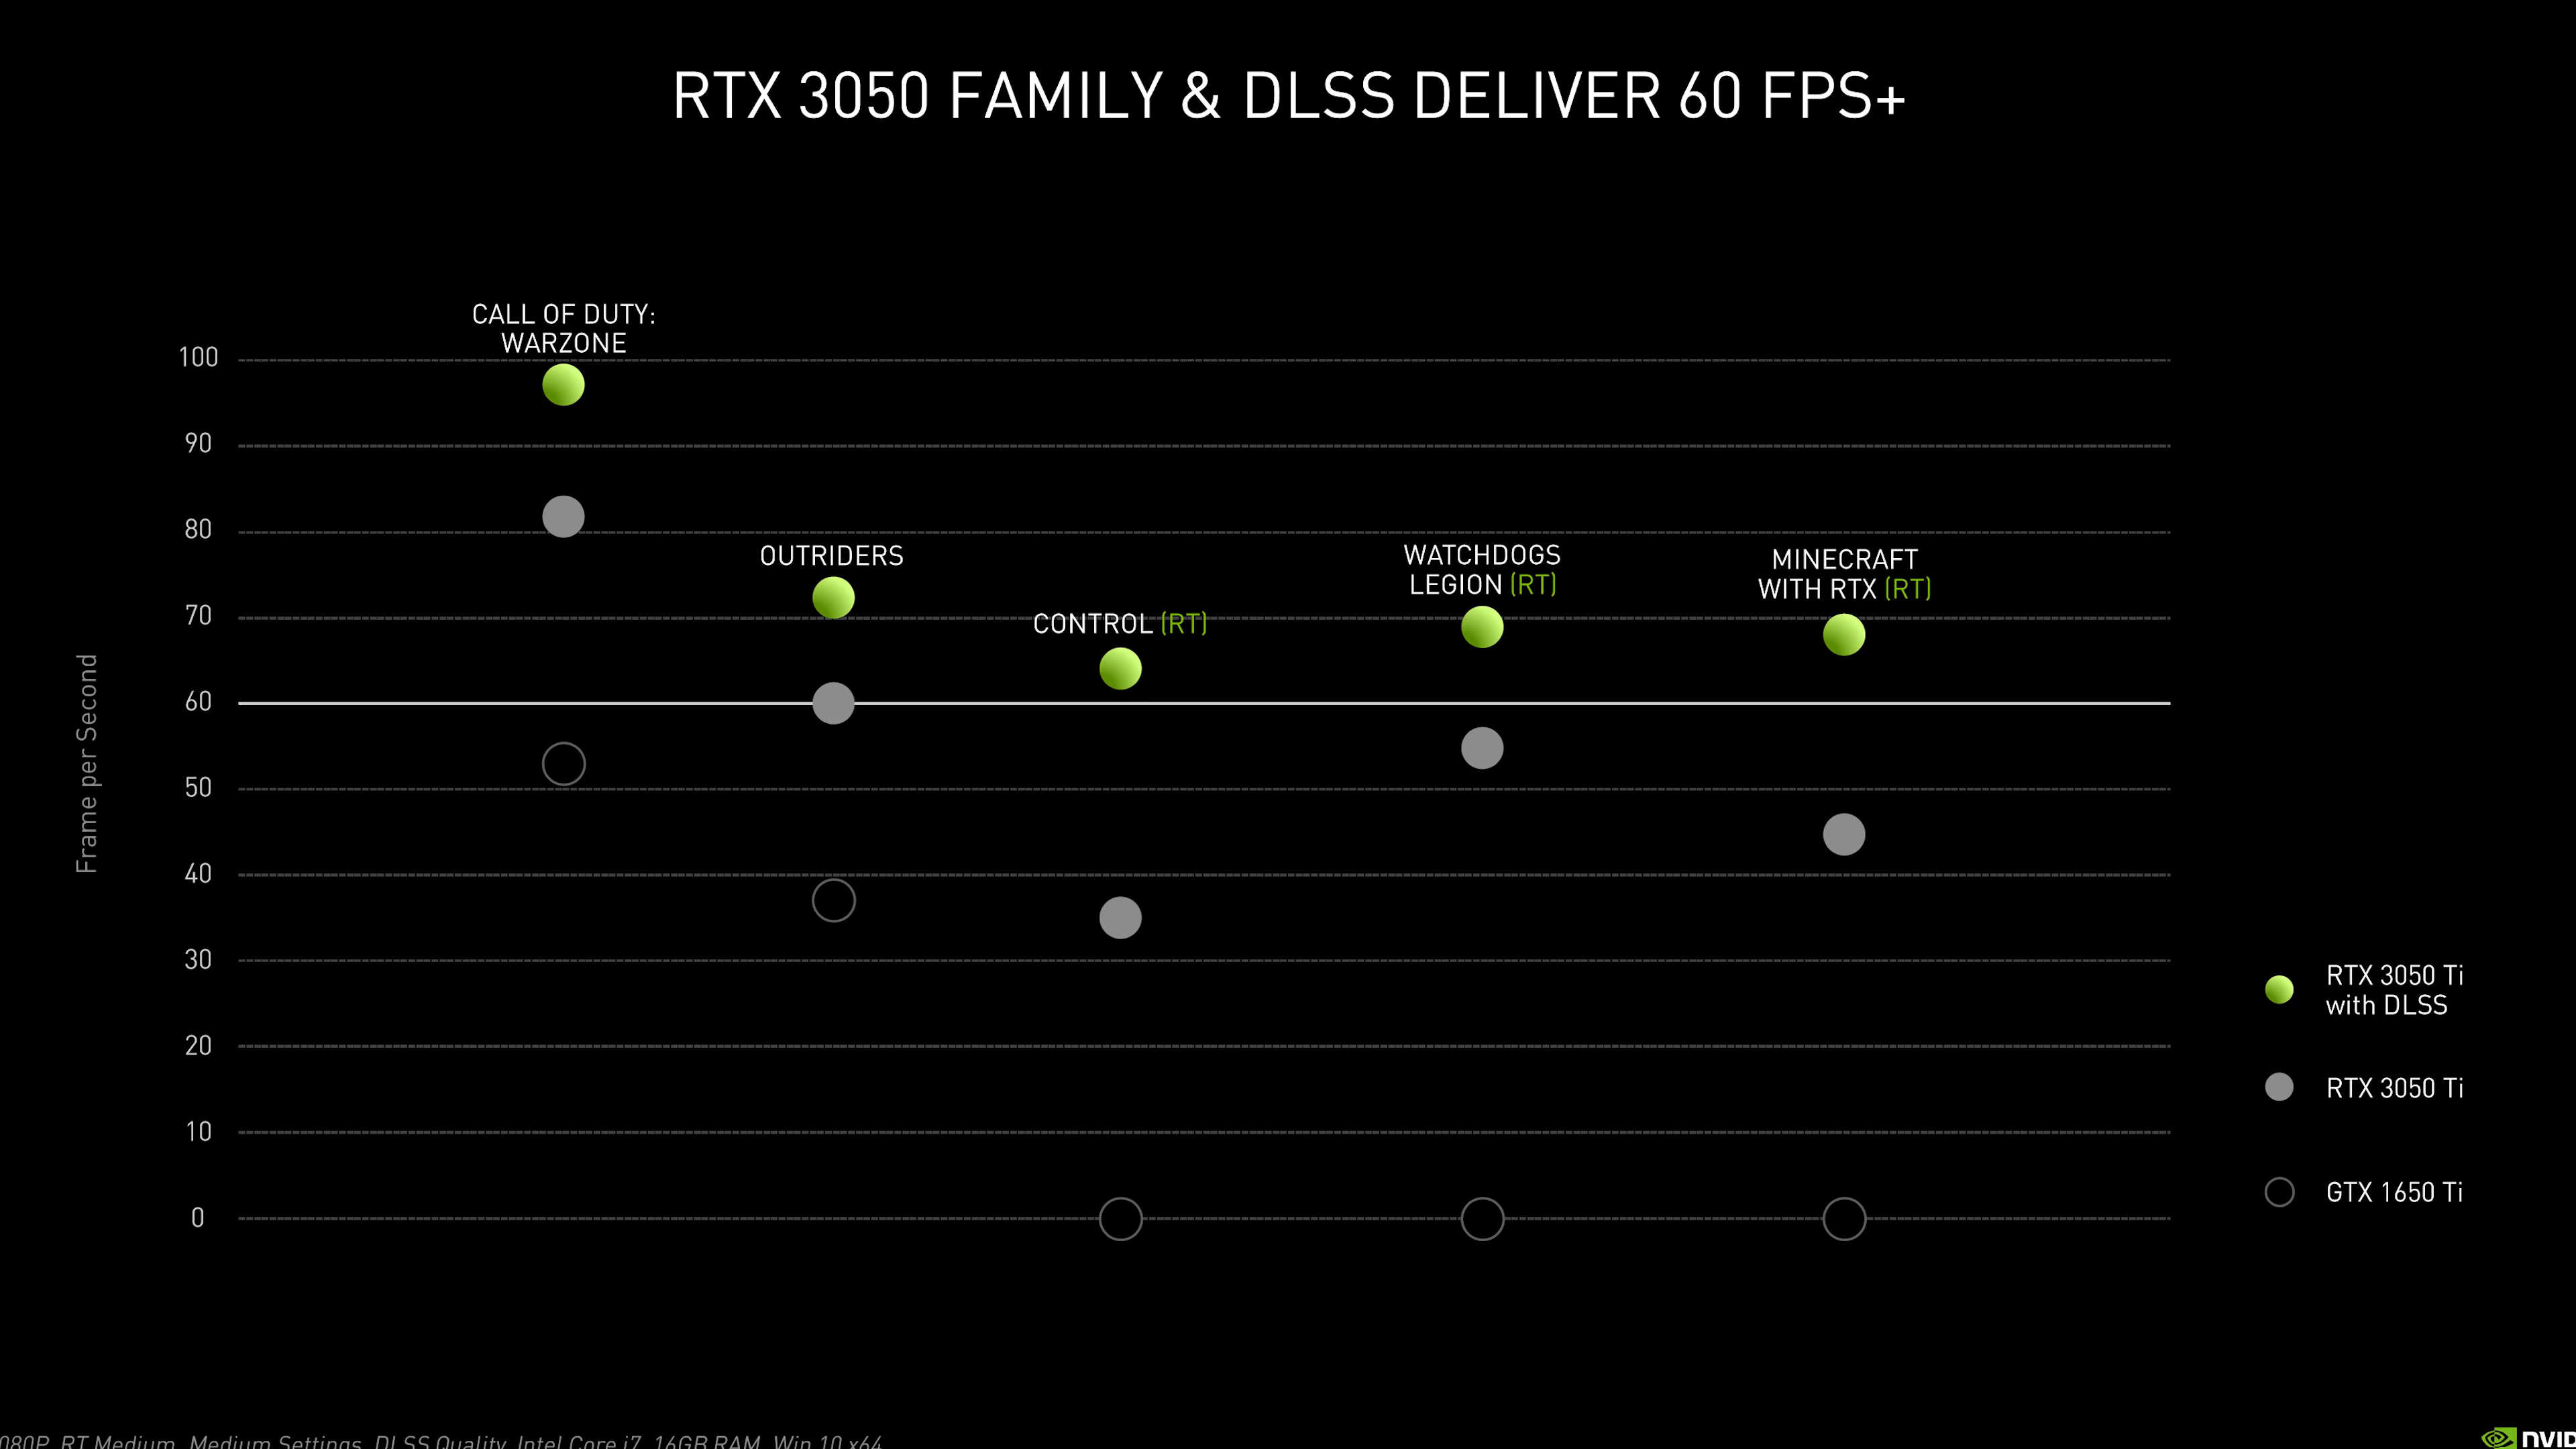 RTX 3050 FAMILY & DLSS DELIVER 60 FPS+
CALL OF DUTY:
WARZONE
100
90
80
OUTRIDERS
WATCHDOGS
LEGION (RT)
MINECRAFT
WITH RTX (RT)
70
CONTROL (RT)
60
50
40
30
20
10
0
Frame per Second
RTX 3050 Ti
with DLSS
RTX 3050 Ti
GTX 1650 Ti
080P, RT Medium, Medium Settings, DLSS Quality, Intel Core i7, 16GB RAM, Win 10 x64
NVID